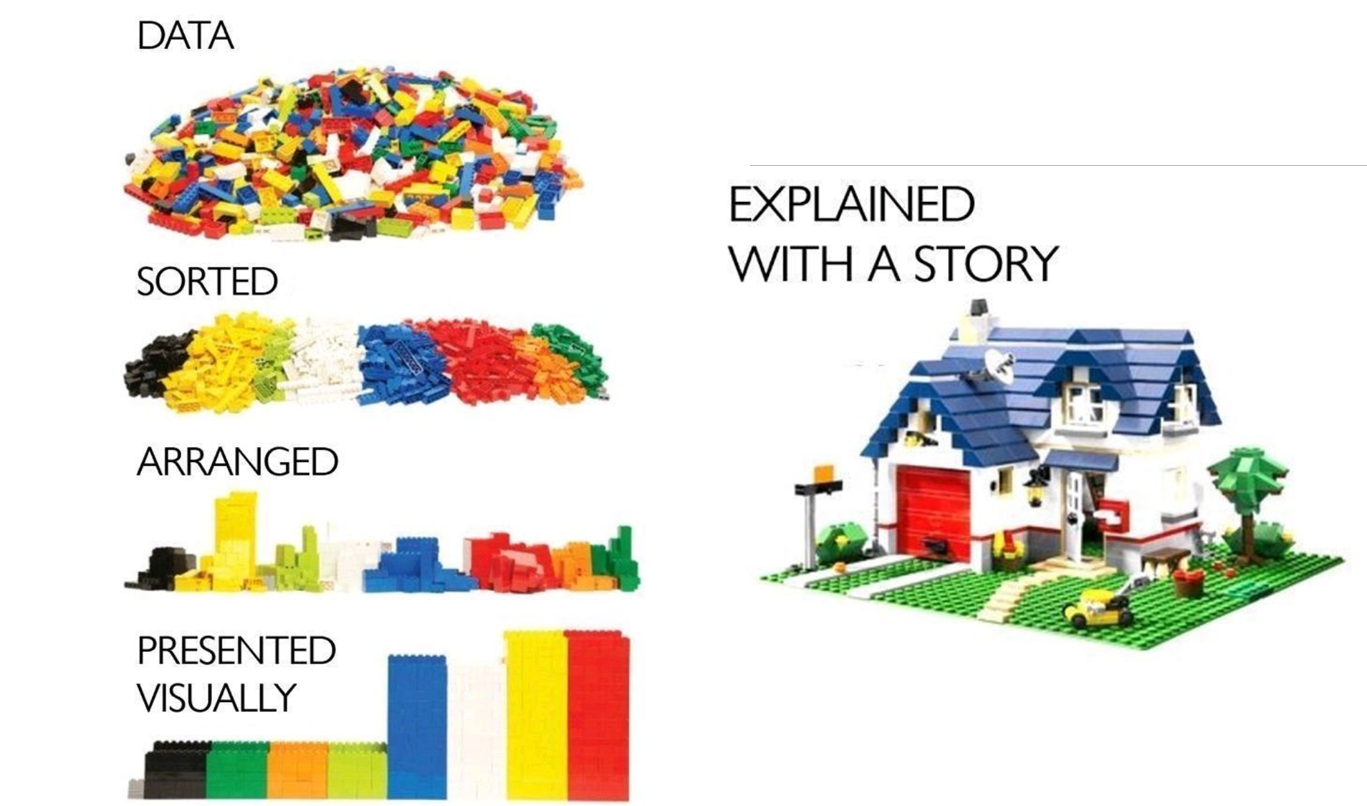 DATA
SORTED
ARRANGED
PRESENTED
VISUALLY
EXPLAINED
WITH A STORY